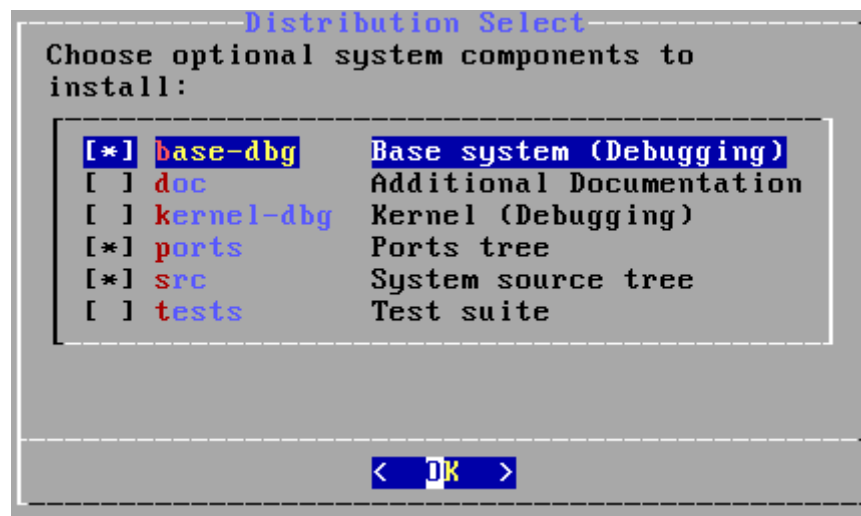 Distribution Select
Choose optional system components to
install:
[*] base-dbg Base system (Debugging)
[ ] doc Additional Documentation
[ ] kernel-dbg Kernel (Debugging)
[*] ports Ports tree
[*] src System source tree
[ ] tests Test suite
< OK >